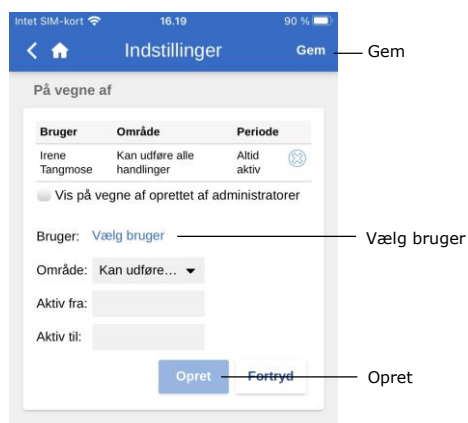 Intet SIM-kort 16.19 90 %
Indstillinger Gem Gem
På vegne af
Bruger Område Periode
Irene Kan udføre alle Altid
Tangmose handlinger aktiv
Vis på vegne af oprettet af administratorer
Bruger: Vælg bruger Vælg bruger
Område: Kan udføre...
Aktiv fra:
Aktiv til:
Opret Fortryd Opret